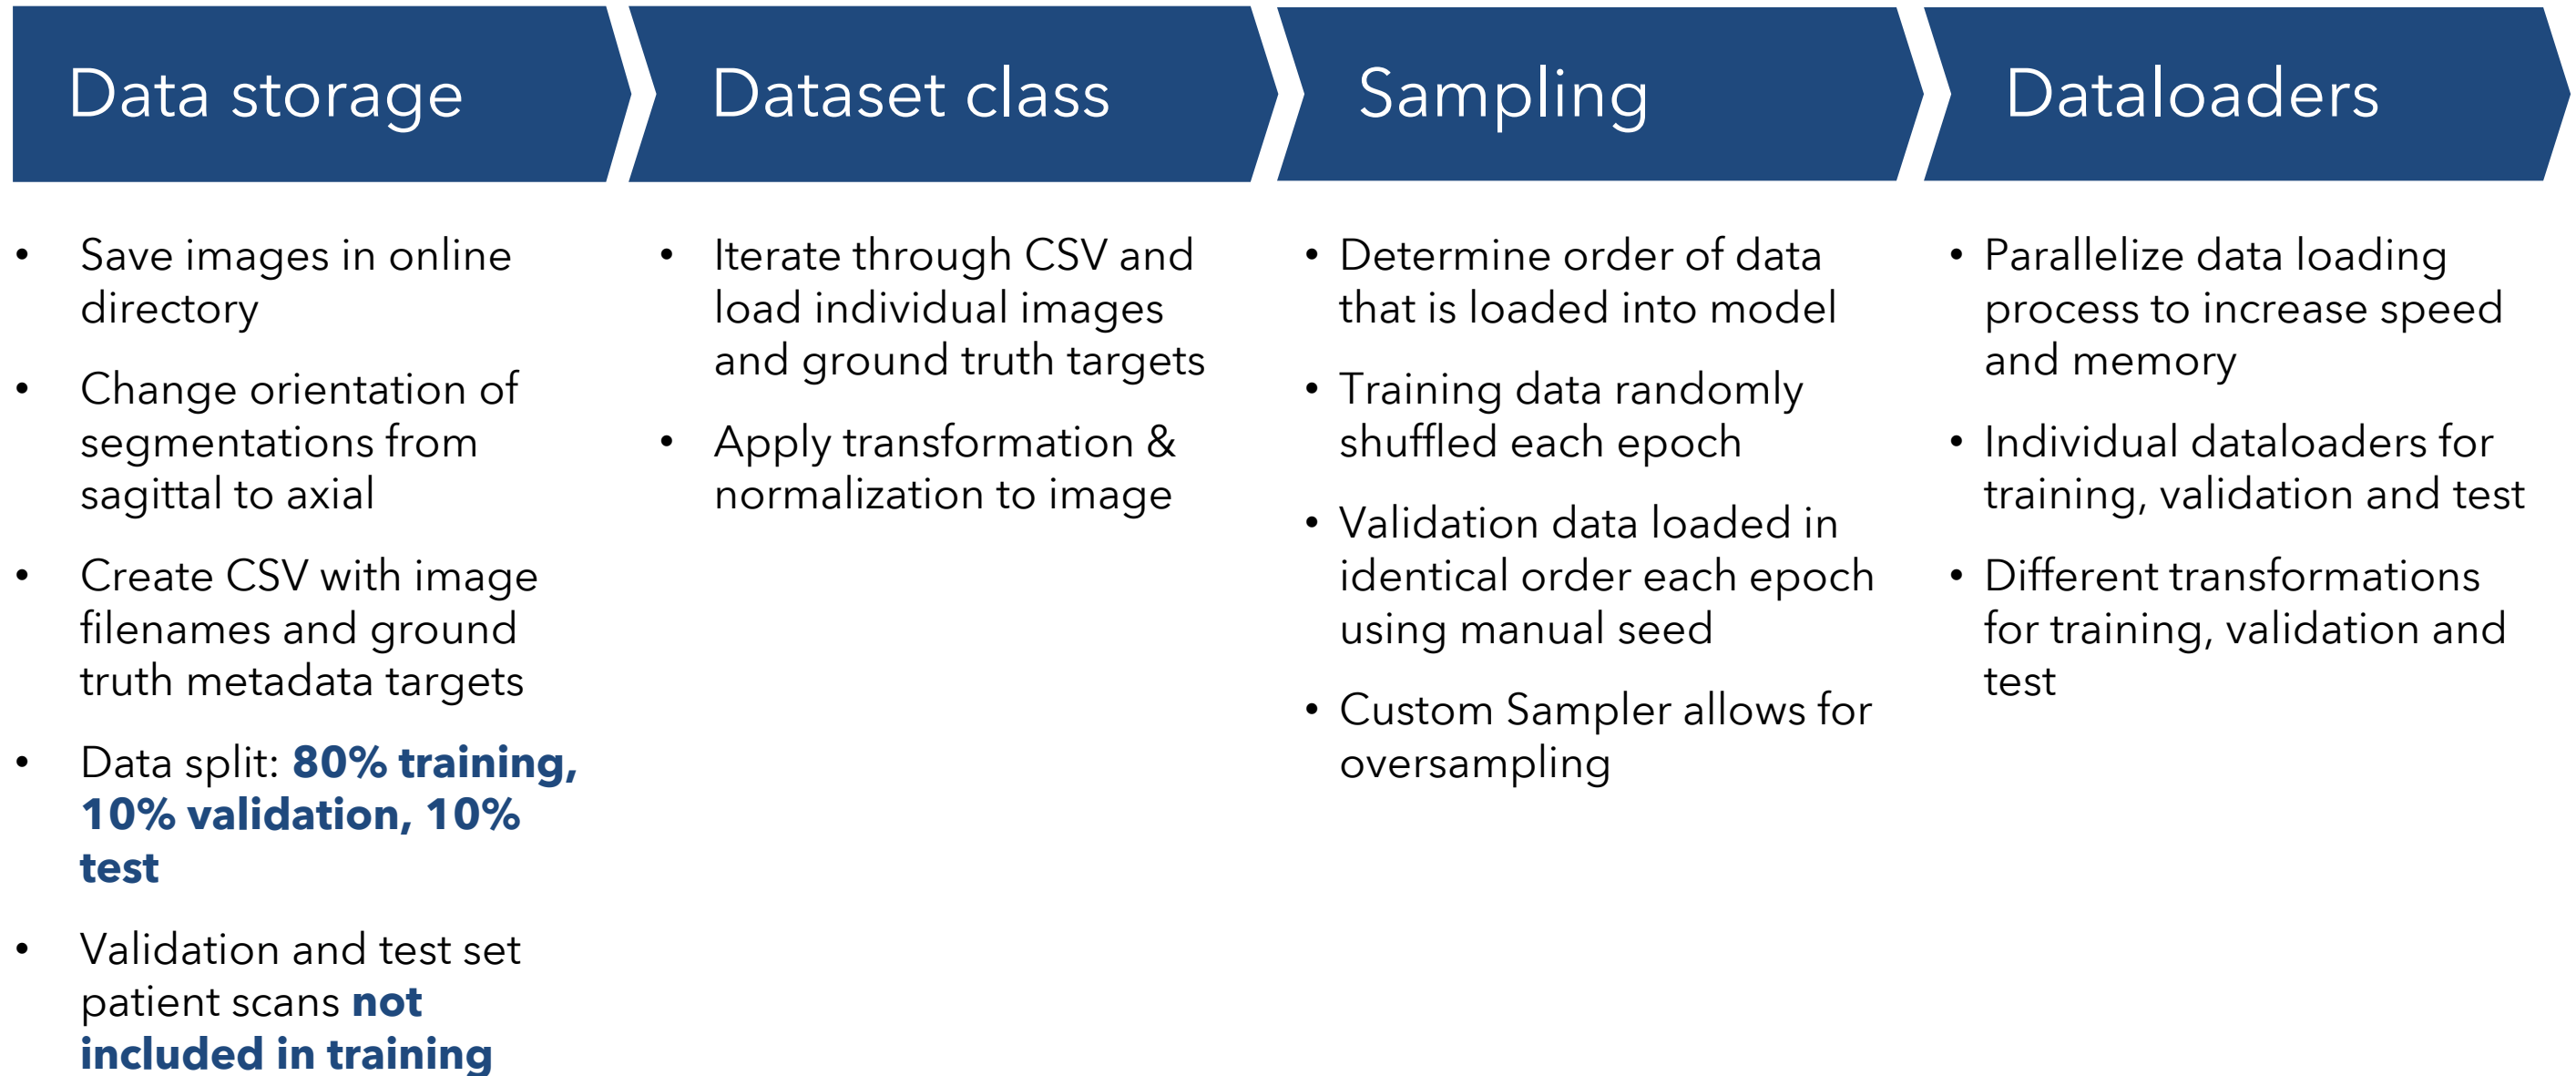 Data storage
• Save images in online
directory
• Change orientation of
segmentations from
sagittal to axial
• Create CSV with image
filenames and ground
truth metadata targets
• Data split: 80% training,
10% validation, 10%
test
• Validation and test set
patient scans not
included in training
Dataset class
• Iterate through CSV and
load individual images
and ground truth targets
• Apply transformation &
normalization to image
Sampling
• Determine order of data
that is loaded into model
• Training data randomly
shuffled each epoch
• Validation data loaded in
identical order each epoch
using manual seed
• Custom Sampler allows for
oversampling
Dataloaders
• Parallelize data loading
process to increase speed
and memory
• Individual dataloaders for
training, validation and test
• Different transformations
for training, validation and
test